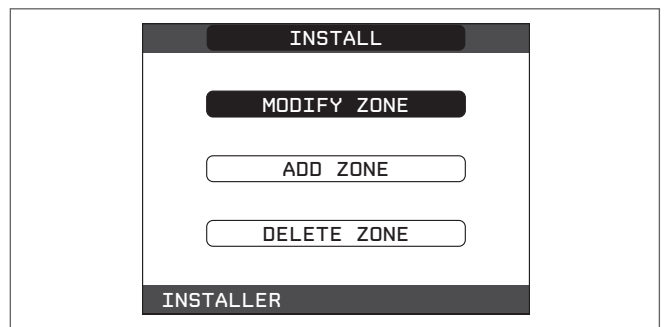 INSTALL
MODIFY ZONE
ADD ZONE
DELETE ZONE
INSTALLER